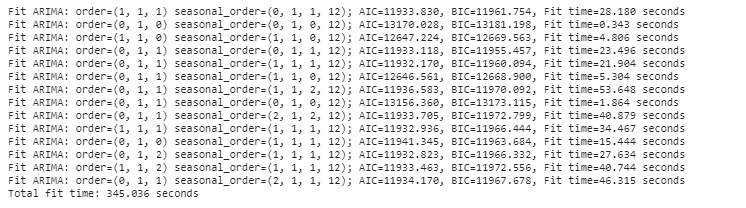 Fit ARIMA: order=(1, 1, 1) seasonal_order=(0, 1, 1, 12); AIC=11933.830, BIC=11961.754, Fit time=28.180 seconds
Fit ARIMA: order=(0, 1, 0) seasonal_order=(0, 1, 0, 12); AIC=13170.028, BIC=13181.198, Fit time=0.343 seconds
Fit ARIMA: order=(1, 1, 0) seasonal_order=(1, 1, 0, 12); AIC=12647.224, BIC=12669.563, Fit time=4.806 seconds
Fit ARIMA: order=(0, 1, 1) seasonal_order=(0, 1, 1, 12); AIC=11933.118, BIC=11955.457, Fit time=23.496 seconds
Fit ARIMA: order=(0, 1, 1) seasonal_order=(1, 1, 1, 12); AIC=11932.170, BIC=11960.094, Fit time=21.904 seconds
Fit ARIMA: order=(0, 1, 1) seasonal_order=(1, 1, 0, 12); AIC=12646.561, BIC=12668.900, Fit time=5.304 seconds
Fit ARIMA: order=(0, 1, 1) seasonal_order=(1, 1, 2, 12); AIC=11936.583, BIC=11970.092, Fit time=53.648 seconds
Fit ARIMA: order=(0, 1, 1) seasonal_order=(0, 1, 0, 12); AIC=13156.360, BIC=13173.115, Fit time=1.864 seconds
Fit ARIMA: order=(0, 1, 1) seasonal_order=(2, 1, 2, 12); AIC=11933.705, BIC=11972.799, Fit time=40.879 seconds
Fit ARIMA: order=(1, 1, 1) seasonal_order=(1, 1, 1, 12); AIC=11932.936, BIC=11966.444, Fit time=34.467 seconds
Fit ARIMA: order=(0, 1, 0) seasonal_order=(1, 1, 1, 12); AIC=11941.345, BIC=11963.684, Fit time=15.444 seconds
Fit ARIMA: order=(0, 1, 2) seasonal_order=(1, 1, 1, 12); AIC=11932.823, BIC=11966.332, Fit time=27.634 seconds
Fit ARIMA: order=(1, 1, 2) seasonal_order=(1, 1, 1, 12); AIC=11933.463, BIC=11972.556, Fit time=40.744 seconds
Fit ARIMA: order=(0, 1, 1) seasonal_order=(2, 1, 1, 12); AIC=11934.170, BIC=11967.678, Fit time=46.315 seconds
Total fit time: 345.036 seconds